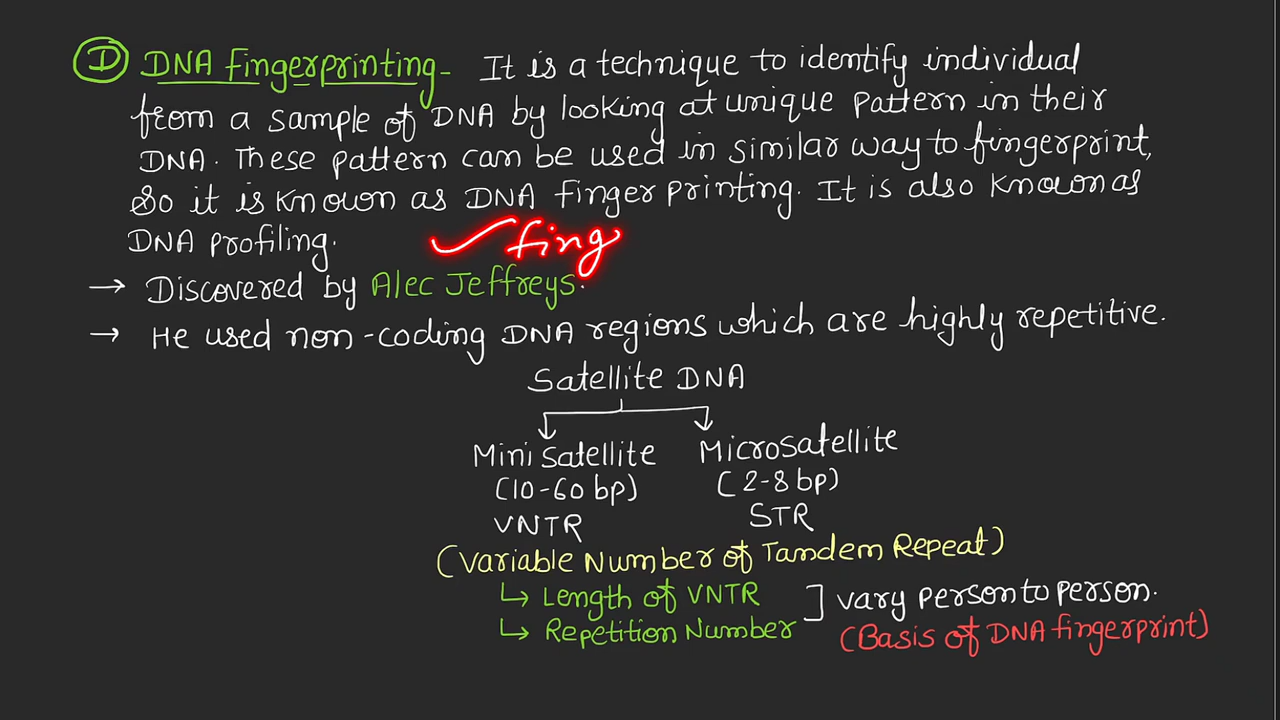 D DNA Fingerprinting- It is a technique to identify individual
from a sample of DNA by looking at unique pattern in their
DNA. These pattern can be used in similar way to fingerprint,
So it is known as DNA finger printing. It is also known as
DNA profiling. fing
→ Discovered by Alec Jeffreys.
→ He used non-coding DNA regions which are highly repetitive.
Satellite DNA
Mini Satellite Microsatellite
(10-60 bp) (2-8 bp)
VNTR STR
(Variable Number of Tandem Repeat)
↳ Length of VNTR ] vary person to person.
↳ Repetition Number (Basis of DNA fingerprint)